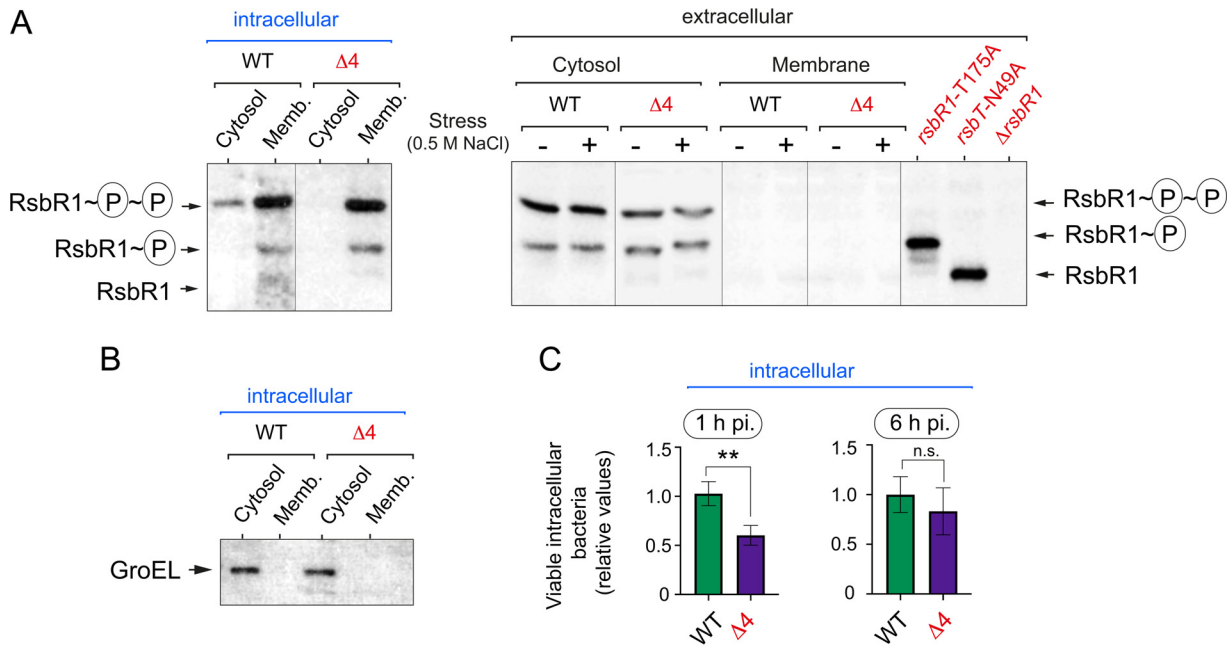 A
intracellular
WT Δ4
Cytosol Memb. Cytosol Memb.
RsbR1~P~P
RsbR1~P
RsbR1
extracellular
Cytosol Membrane
WT Δ4 WT Δ4
rsbR1-T175A
rsbT-N49A
ΔrsbR1
Stress
(0.5 M NaCl)
- + - + - + - +
RsbR1~P~P
RsbR1~P
RsbR1
B
intracellular
WT Δ4
Cytosol Memb. Cytosol Memb.
GroEL
C
intracellular
1 h pi.
Viable intracellular
bacteria
(relative values)
1.5
1.0
0.5
0
**
WT Δ4
6 h pi.
1.5
1.0
0.5
0
n.s.
WT Δ4